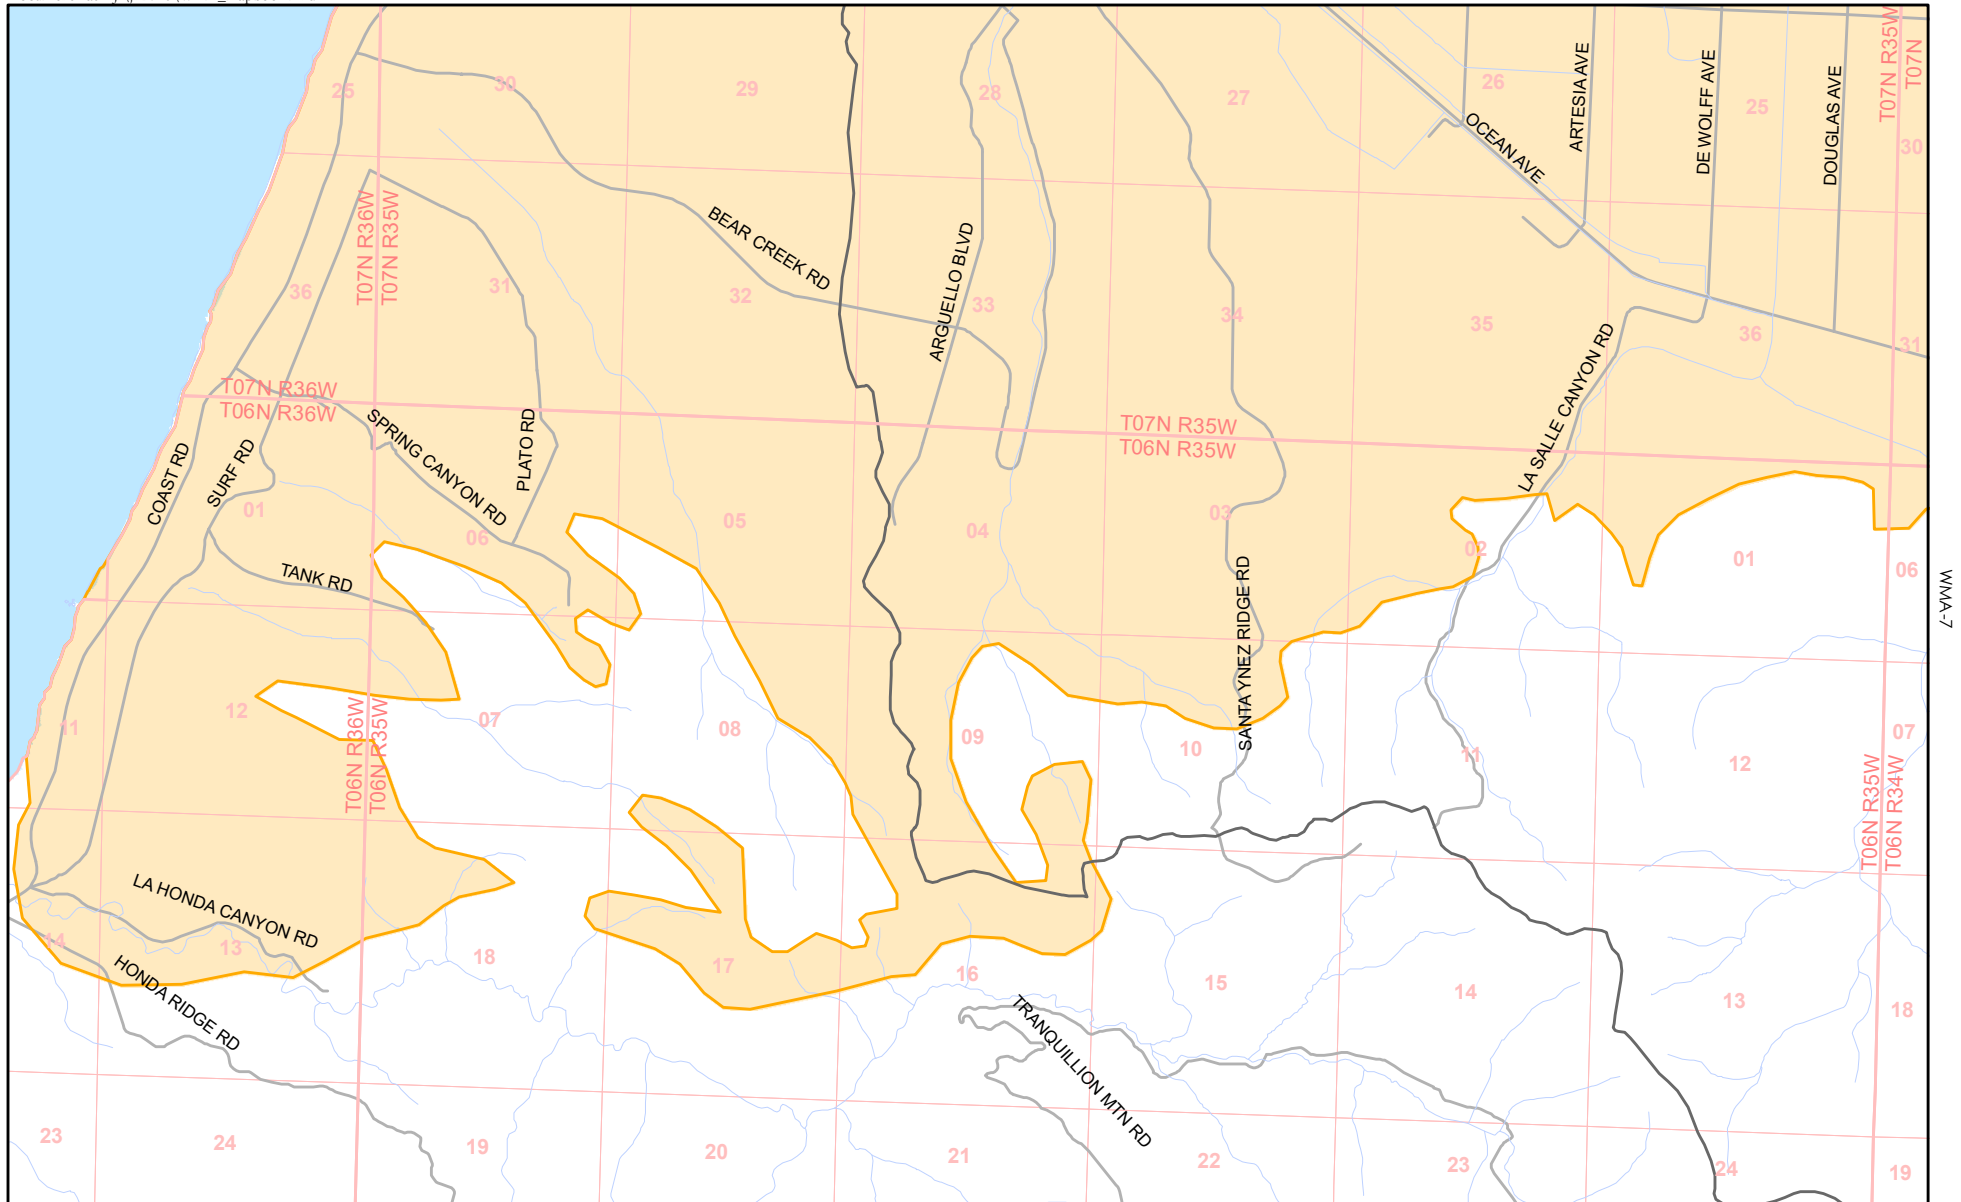 25
30
29
28
27
26
25
30
T07N R35W
T07N
ARTESIA AVE
DE WOLFF AVE
DOUGLAS AVE
OCEAN AVE
T07N R36W
T07N R35W
BEAR CREEK RD
ARGUELLO BLVD
36
31
32
33
34
35
36
31
T07N R36W
T06N R36W
T07N R35W
T06N R35W
LA SALLE CANYON RD
COAST RD
SURF RD
SPRING CANYON RD
PLATO RD
01
06
05
04
03
02
01
06
TANK RD
SANTA YNEZ RIDGE RD
WMA-7
11
12
07
08
09
10
11
12
07
T06N R36W
T06N R35W
T06N R35W
T06N R34W
LA HONDA CANYON RD
14
13
18
17
16
15
14
13
18
HONDA RIDGE RD
TRANQUILLION MTN RD
23
24
19
20
21
22
23
24
19